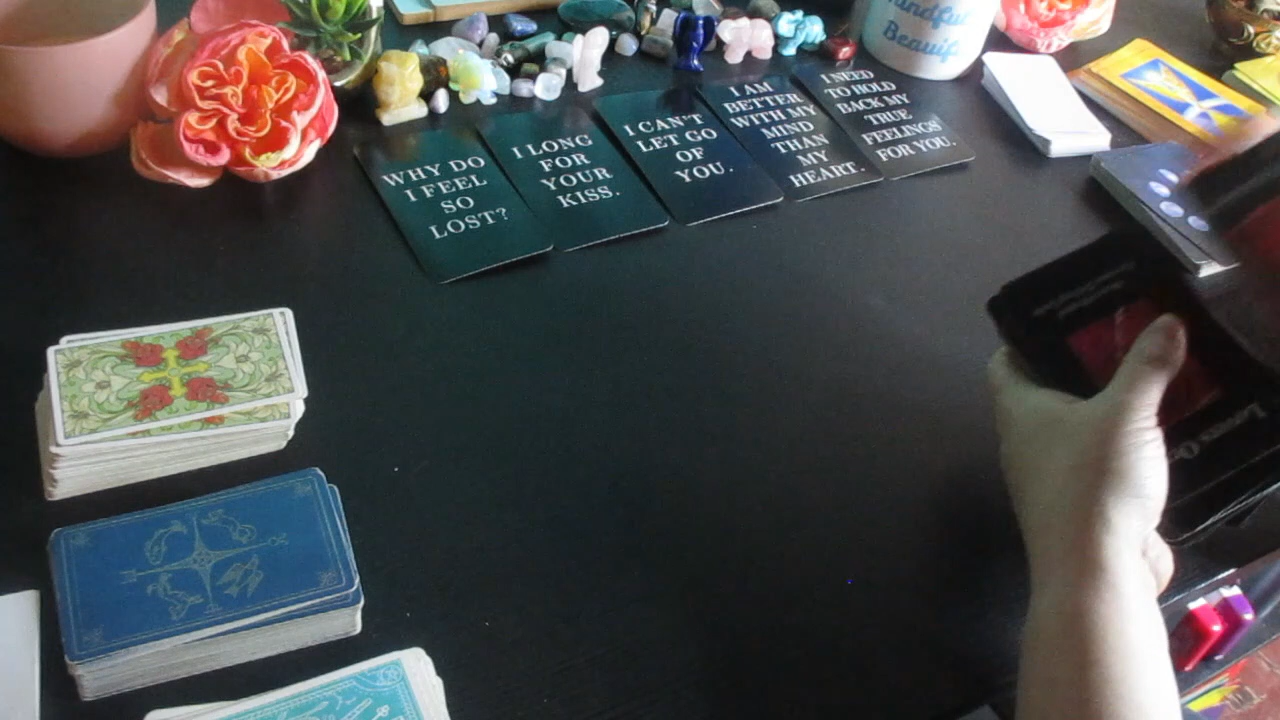 WHY DO
I FEEL
SO
LOST?
I LONG
FOR
YOUR
KISS.
I CAN'T
LET GO
OF
YOU.
I AM
BETTER
WITH MY
MIND
THAN
MY
HEART.
I NEED
TO HOLD
BACK MY
TRUE
FEELINGS
FOR YOU.
Mindful